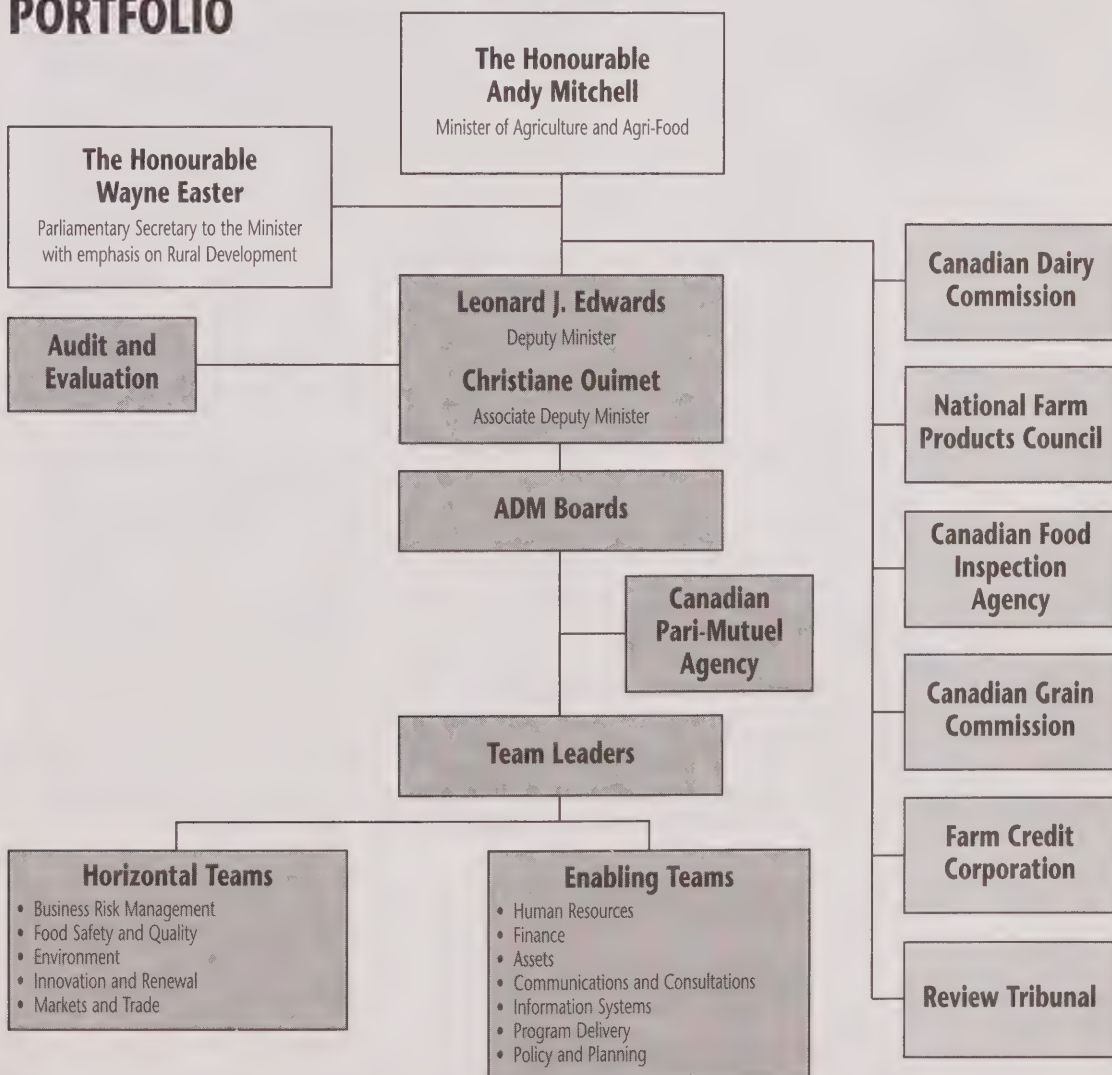 PORTFOLIO
The Honourable
Andy Mitchell
Minister of Agriculture and Agri-Food
The Honourable
Wayne Easter
Parliamentary Secretary to the Minister
with emphasis on Rural Development
Canadian Dairy
Commission
Leonard J. Edwards
Deputy Minister
Christiane Ouimet
Associate Deputy Minister
Audit and
Evaluation
National Farm
Products Council
ADM Boards
Canadian Food
Inspection
Agency
Canadian
Pari-Mutuel
Agency
Canadian Grain
Commission
Team Leaders
Farm Credit
Corporation
Horizontal Teams
• Business Risk Management
• Food Safety and Quality
• Environment
• Innovation and Renewal
• Markets and Trade
Enabling Teams
• Human Resources
• Finance
• Assets
• Communications and Consultations
• Information Systems
• Program Delivery
• Policy and Planning
Review Tribunal